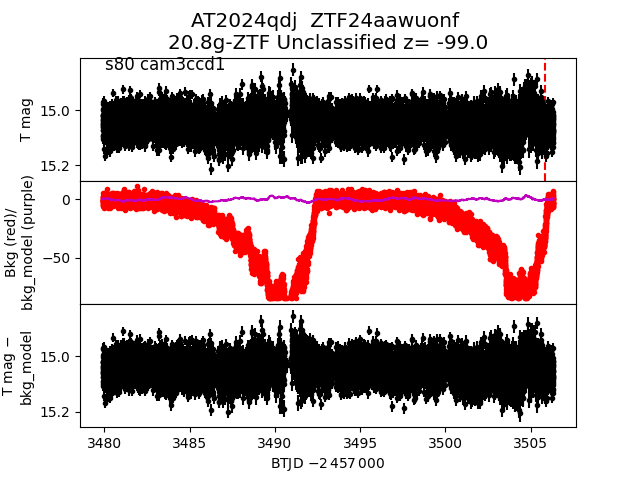 AT2024qdj  ZTF24aawuonf
20.8g-ZTF Unclassified z= -99.0
s80 cam3ccd1
T mag
15.0
15.2
Bkg (red)/
bkg_model (purple)
0
−50
T mag −
bkg_model
15.0
15.2
3480 3485 3490 3495 3500 3505
BTJD −2 457 000